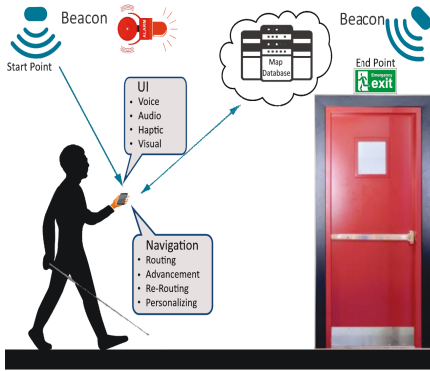 Beacon
ALARM
Beacon
Start Point
Map
Database
End Point
Emergency
exit
UI
• Voice
• Audio
• Haptic
• Visual
Navigation
• Routing
• Advancement
• Re-Routing
• Personalizing